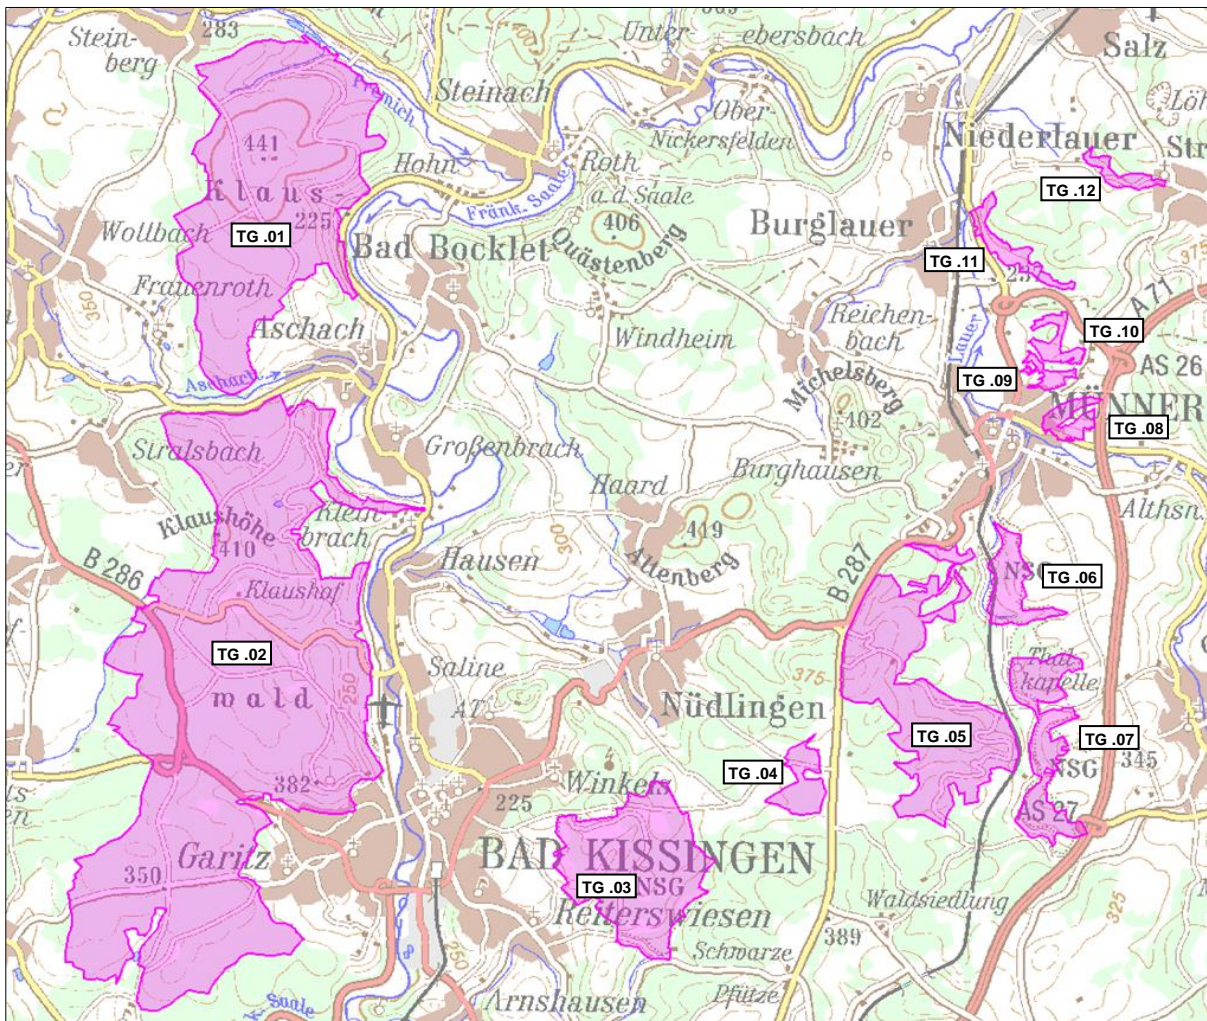 283
Stein-
berg
Unter-
ebersbach
Salz
Steinach
Premich
Ober-
Nickersfelden
Niederlauer
Löh
Str
441
Hohn
Roth
a.d.Saale
TG .12
Klaus-
Fränk. Saale
225
406
Burglauer
Wollbach
TG .01
Bad Bocklet
Quästenberg
TG .11
375
Frauenroth
350
A 71
Aschach
Windheim
Reichen-
bach
TG .10
Lauer
AS 26
Aschach
TG .09
Michelsberg
MÜNNER
402
TG .08
Stralsbach
Großenbrach
Burghausen
Haard
Klein-
brach
Althsn.
Klaushöhe
410
300
419
Hausen
Altenberg
B 287
B 286
Klaushof
NSG
TG .06
TG .02
Saline
Thal-
kapelle
wald
250
375
AT
Nüdlingen
TG .05
TG .07
345
NSG
TG .04
382
Winkels
225
AS 27
Garitz
BAD KISSINGEN
350
TG .03
NSG
Reiterswiesen
Waldsiedlung
325
389
Schwarze
Pfütze
250
k. Saale
Arnshausen